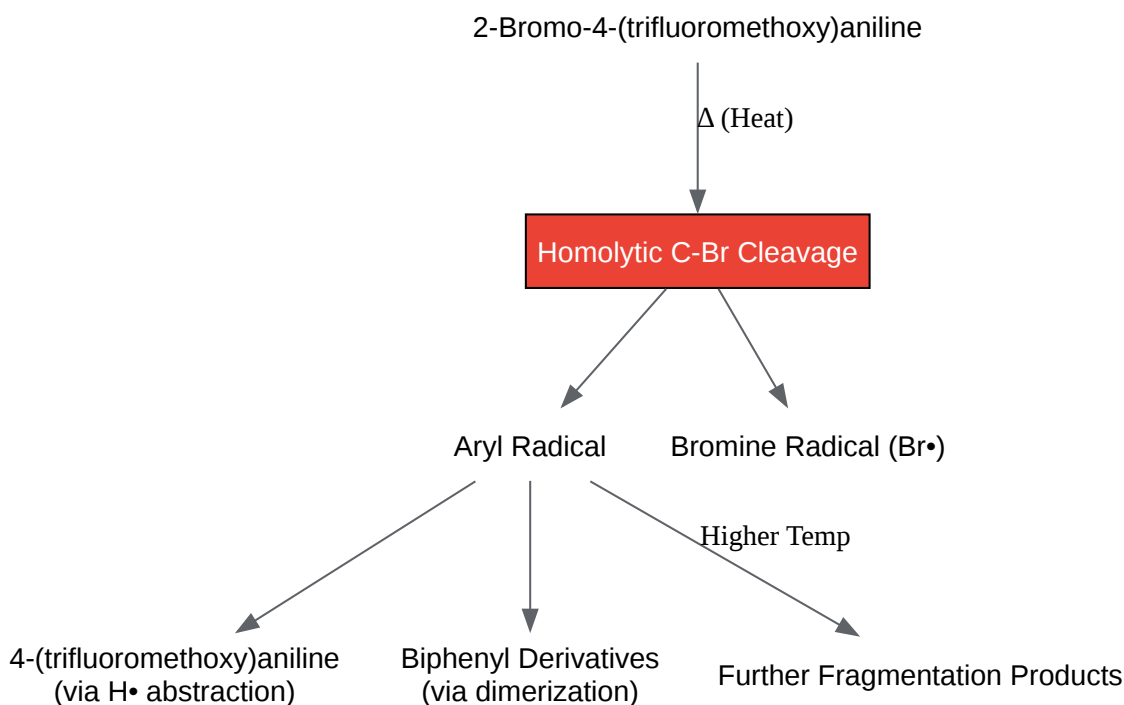 2-Bromo-4-(trifluoromethoxy)aniline
Δ (Heat)
Homolytic C-Br Cleavage
Aryl Radical
Bromine Radical (Br•)
Higher Temp
4-(trifluoromethoxy)aniline
(via H• abstraction)
Biphenyl Derivatives
(via dimerization)
Further Fragmentation Products